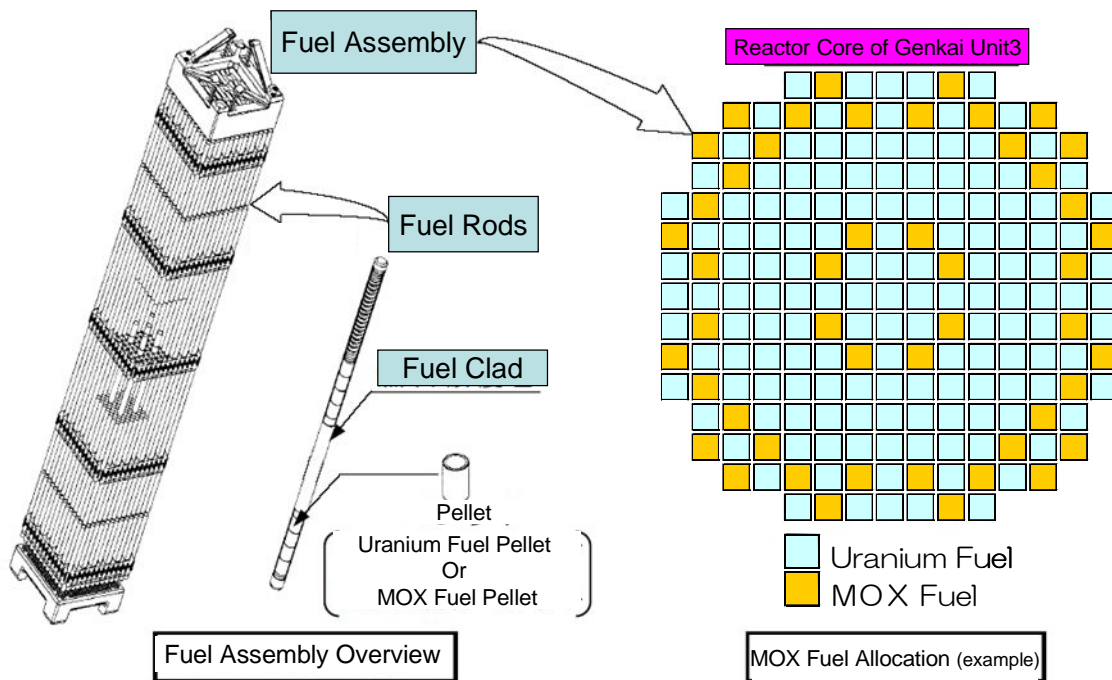 Fuel Assembly
Reactor Core of Genkai Unit3
Fuel Rods
Fuel Clad
Pellet
Uranium Fuel Pellet
Or
MOX Fuel Pellet
Uranium Fuel
MOX Fuel
Fuel Assembly Overview
MOX Fuel Allocation (example)